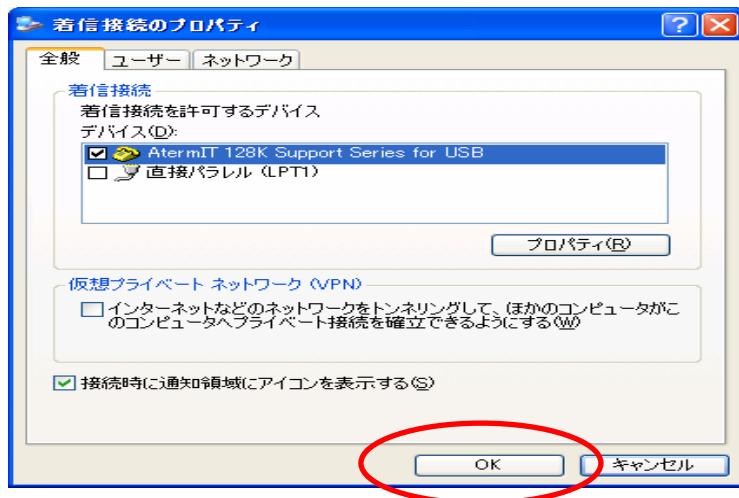 着信接続のプロパティ
全般 ユーザー ネットワーク
着信接続
着信接続を許可するデバイス
デバイス(D):
AtermIT 128K Support Series for USB
直接パラレル (LPT1)
プロパティ(R)
仮想プライベート ネットワーク (VPN)
インターネットなどのネットワークをトンネリングして、ほかのコンピュータがこ
のコンピュータへプライベート接続を確立できるようにする(W)
接続時に通知領域にアイコンを表示する(S)
OK キャンセル